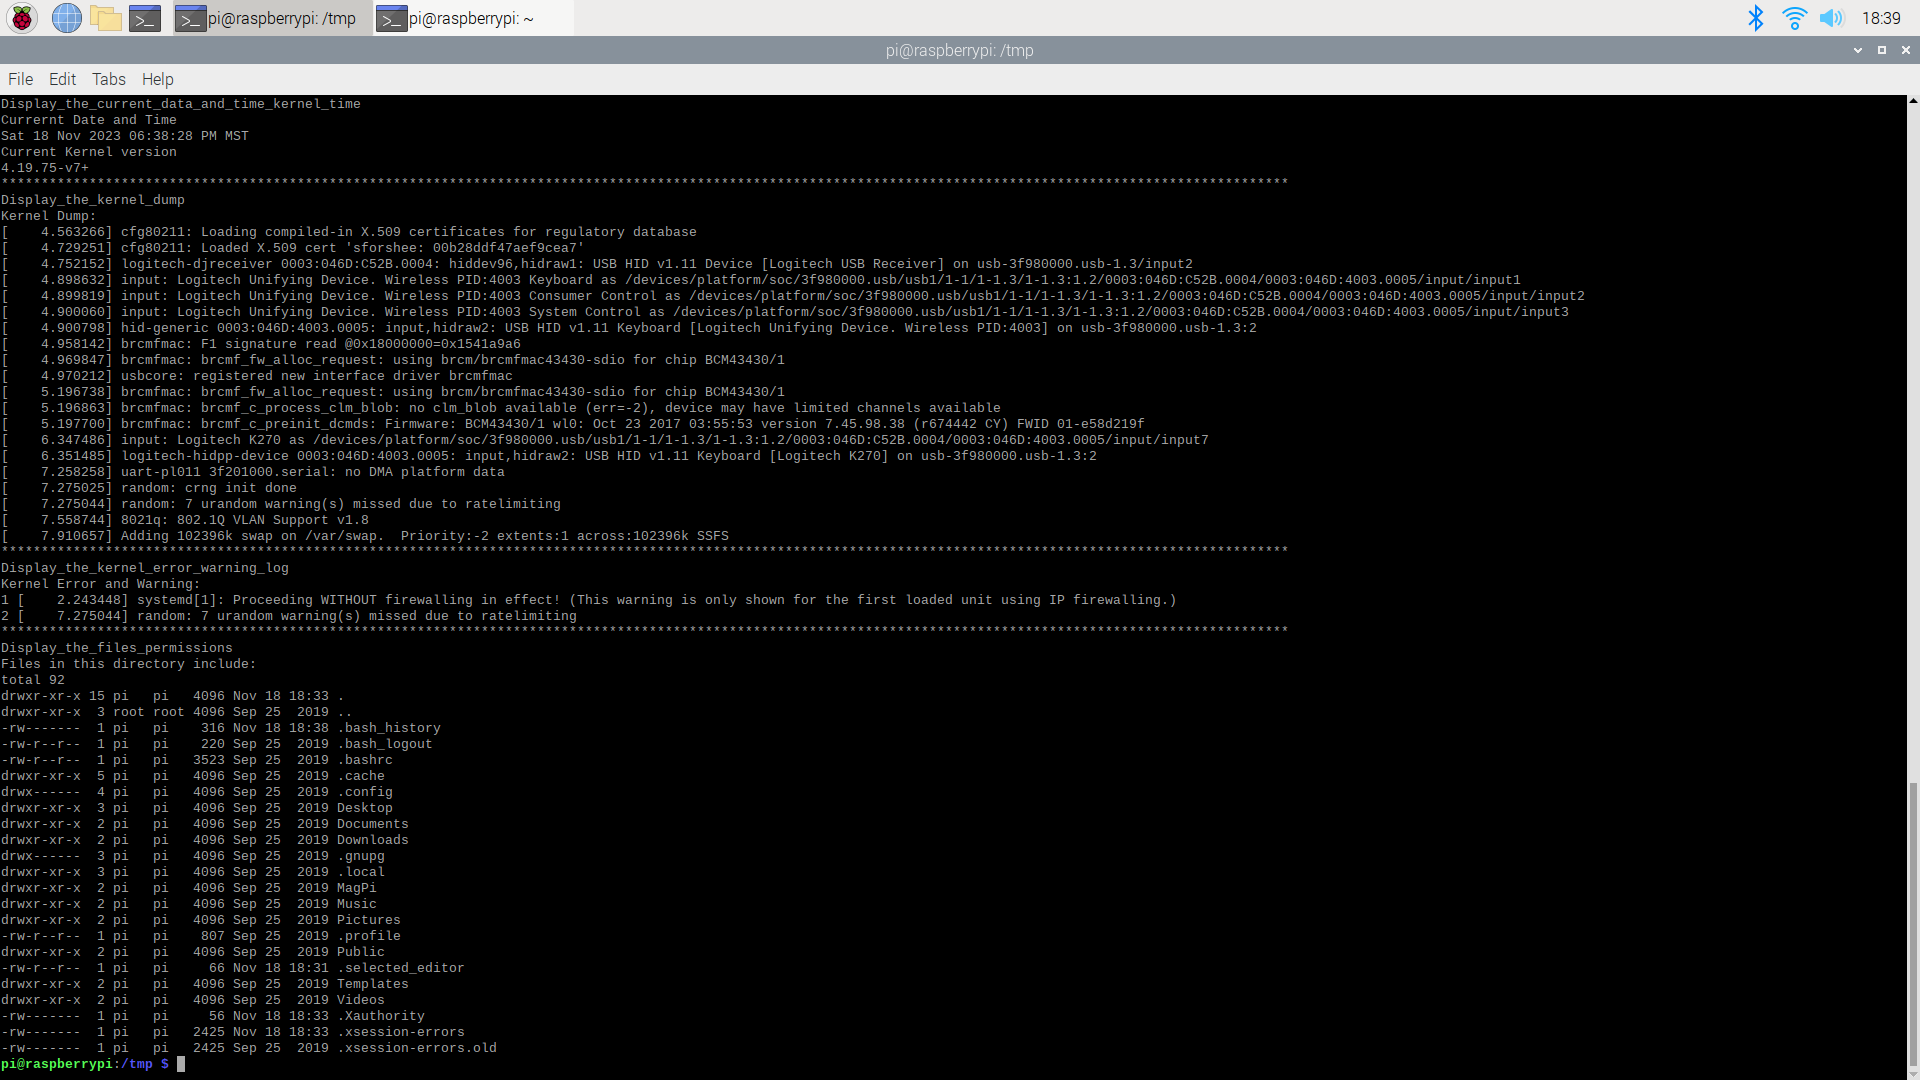 pi@raspberrypi: /tmp
pi@raspberrypi: ~
18:39
pi@raspberrypi: /tmp
File Edit Tabs Help
Display_the_current_data_and_time_kernel_time
Currernt Date and Time
Sat 18 Nov 2023 06:38:28 PM MST
Current Kernel version
4.19.75-v7+
*****************************************************************************************************************************************************************
Display_the_kernel_dump
Kernel Dump:
[    4.563266] cfg80211: Loading compiled-in X.509 certificates for regulatory database
[    4.729251] cfg80211: Loaded X.509 cert 'sforshee: 00b28ddf47aef9cea7'
[    4.752152] logitech-djreceiver 0003:046D:C52B.0004: hiddev96,hidraw1: USB HID v1.11 Device [Logitech USB Receiver] on usb-3f980000.usb-1.3/input2
[    4.898632] input: Logitech Unifying Device. Wireless PID:4003 Keyboard as /devices/platform/soc/3f980000.usb/usb1/1-1/1-1.3/1-1.3:1.2/0003:046D:C52B.0004/0003:046D:4003.0005/input/input1
[    4.899819] input: Logitech Unifying Device. Wireless PID:4003 Consumer Control as /devices/platform/soc/3f980000.usb/usb1/1-1/1-1.3/1-1.3:1.2/0003:046D:C52B.0004/0003:046D:4003.0005/input/input2
[    4.900060] input: Logitech Unifying Device. Wireless PID:4003 System Control as /devices/platform/soc/3f980000.usb/usb1/1-1/1-1.3/1-1.3:1.2/0003:046D:C52B.0004/0003:046D:4003.0005/input/input3
[    4.900798] hid-generic 0003:046D:4003.0005: input,hidraw2: USB HID v1.11 Keyboard [Logitech Unifying Device. Wireless PID:4003] on usb-3f980000.usb-1.3:2
[    4.958142] brcmfmac: F1 signature read @0x18000000=0x1541a9a6
[    4.969847] brcmfmac: brcmf_fw_alloc_request: using brcm/brcmfmac43430-sdio for chip BCM43430/1
[    4.970212] usbcore: registered new interface driver brcmfmac
[    5.196738] brcmfmac: brcmf_fw_alloc_request: using brcm/brcmfmac43430-sdio for chip BCM43430/1
[    5.196863] brcmfmac: brcmf_c_process_clm_blob: no clm_blob available (err=-2), device may have limited channels available
[    5.197700] brcmfmac: brcmf_c_preinit_dcmds: Firmware: BCM43430/1 wl0: Oct 23 2017 03:55:53 version 7.45.98.38 (r674442 CY) FWID 01-e58d219f
[    6.347486] input: Logitech K270 as /devices/platform/soc/3f980000.usb/usb1/1-1/1-1.3/1-1.3:1.2/0003:046D:C52B.0004/0003:046D:4003.0005/input/input7
[    6.351485] logitech-hidpp-device 0003:046D:4003.0005: input,hidraw2: USB HID v1.11 Keyboard [Logitech K270] on usb-3f980000.usb-1.3:2
[    7.258258] uart-pl011 3f201000.serial: no DMA platform data
[    7.275025] random: crng init done
[    7.275044] random: 7 urandom warning(s) missed due to ratelimiting
[    7.558744] 8021q: 802.1Q VLAN Support v1.8
[    7.910657] Adding 102396k swap on /var/swap.  Priority:-2 extents:1 across:102396k SSFS
*****************************************************************************************************************************************************************
Display_the_kernel_error_warning_log
Kernel Error and Warning:
1 [    2.243448] systemd[1]: Proceeding WITHOUT firewalling in effect! (This warning is only shown for the first loaded unit using IP firewalling.)
2 [    7.275044] random: 7 urandom warning(s) missed due to ratelimiting
*****************************************************************************************************************************************************************
Display_the_files_permissions
Files in this directory include:
total 92
drwxr-xr-x 15 pi   pi   4096 Nov 18 18:33 .
drwxr-xr-x  3 root root 4096 Sep 25  2019 ..
-rw-------  1 pi   pi    316 Nov 18 18:38 .bash_history
-rw-r--r--  1 pi   pi    220 Sep 25  2019 .bash_logout
-rw-r--r--  1 pi   pi   3523 Sep 25  2019 .bashrc
drwxr-xr-x  5 pi   pi   4096 Sep 25  2019 .cache
drwx------  4 pi   pi   4096 Sep 25  2019 .config
drwxr-xr-x  3 pi   pi   4096 Sep 25  2019 Desktop
drwxr-xr-x  2 pi   pi   4096 Sep 25  2019 Documents
drwxr-xr-x  2 pi   pi   4096 Sep 25  2019 Downloads
drwx------  3 pi   pi   4096 Sep 25  2019 .gnupg
drwxr-xr-x  3 pi   pi   4096 Sep 25  2019 .local
drwxr-xr-x  2 pi   pi   4096 Sep 25  2019 MagPi
drwxr-xr-x  2 pi   pi   4096 Sep 25  2019 Music
drwxr-xr-x  2 pi   pi   4096 Sep 25  2019 Pictures
-rw-r--r--  1 pi   pi    807 Sep 25  2019 .profile
drwxr-xr-x  2 pi   pi   4096 Sep 25  2019 Public
-rw-r--r--  1 pi   pi     66 Nov 18 18:31 .selected_editor
drwxr-xr-x  2 pi   pi   4096 Sep 25  2019 Templates
drwxr-xr-x  2 pi   pi   4096 Sep 25  2019 Videos
-rw-------  1 pi   pi     56 Nov 18 18:33 .Xauthority
-rw-------  1 pi   pi   2425 Nov 18 18:33 .xsession-errors
-rw-------  1 pi   pi   2425 Sep 25  2019 .xsession-errors.old
pi@raspberrypi:/tmp $